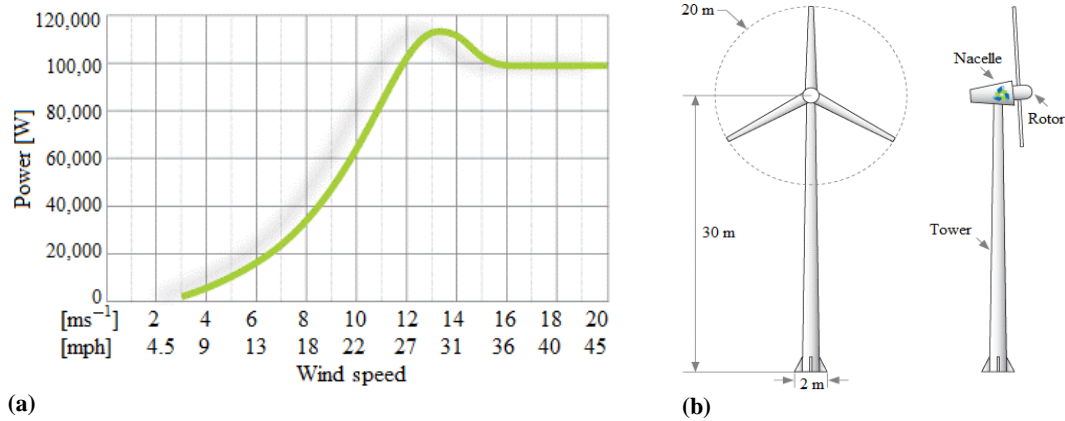 120,000
100,00
80,000
60,000
40,000
20,000
0
Power [W]
[ms⁻¹] 2 4 6 8 10 12 14 16 18 20
[mph] 4.5 9 13 18 22 27 31 36 40 45
Wind speed
(a)
20 m
30 m
2 m
Nacelle
Rotor
Tower
(b)